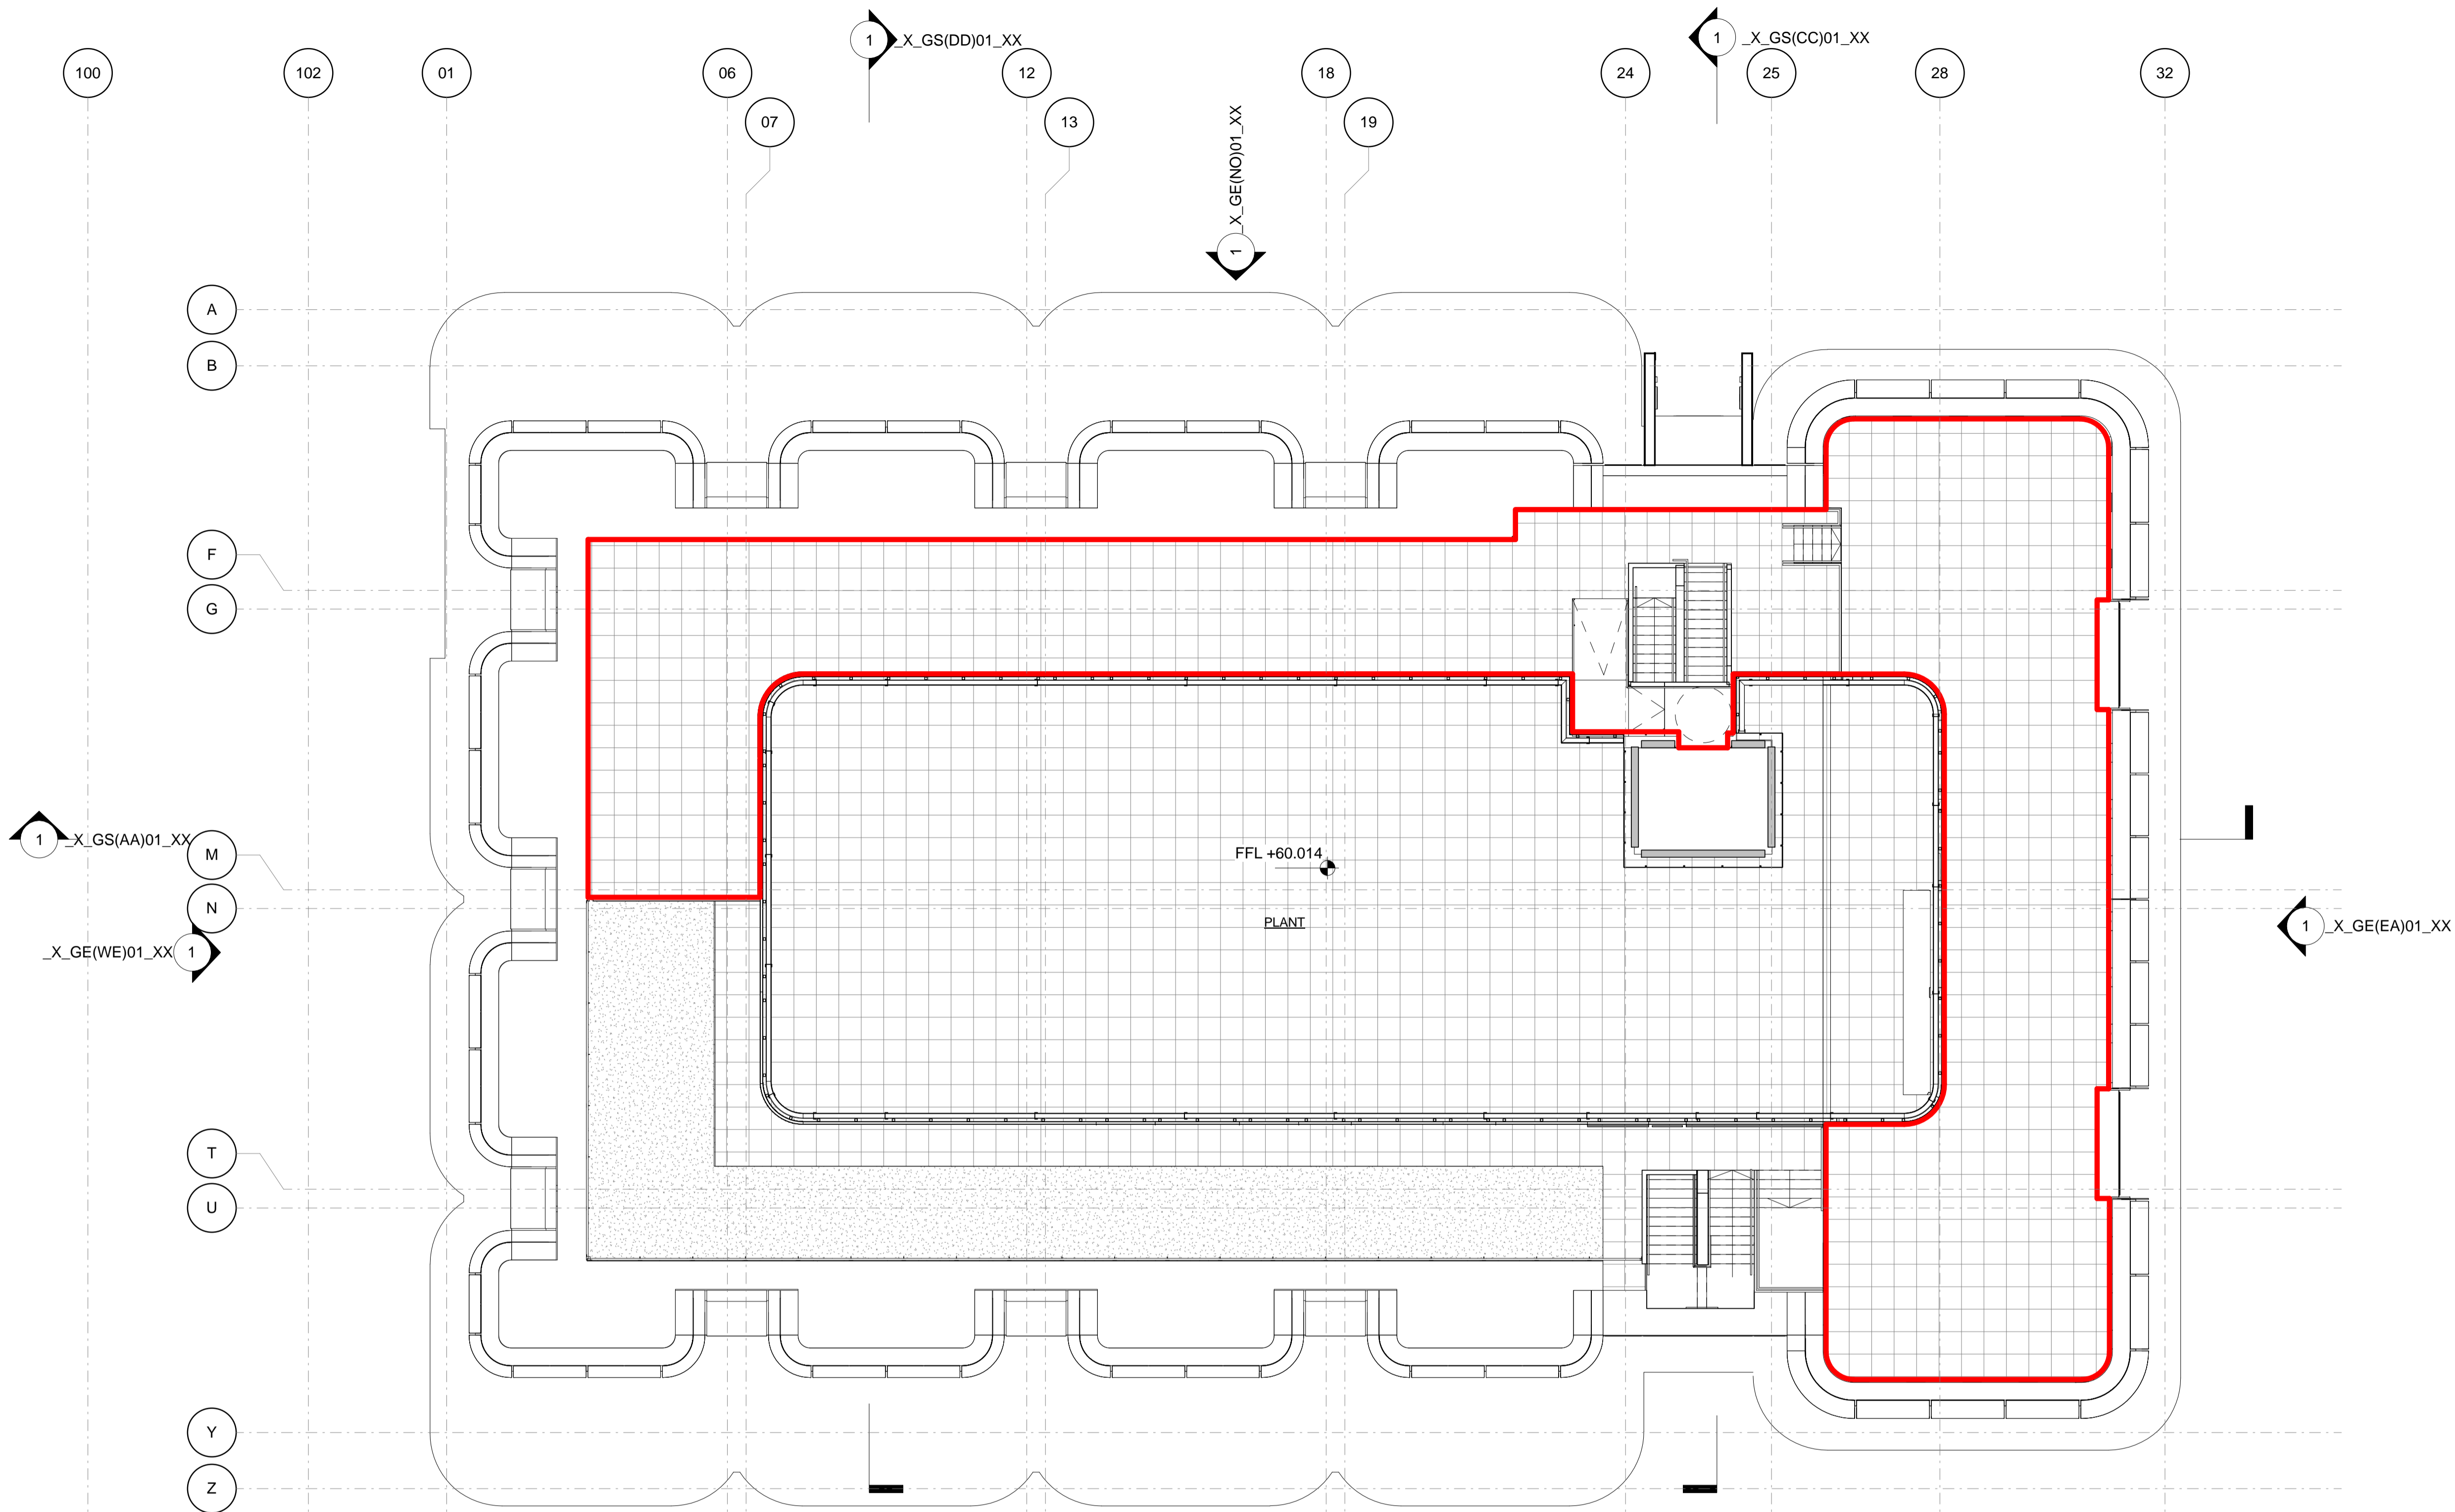 1 _X_GS(DD)01_XX
1 _X_GS(CC)01_XX
100 102 01 06 12 18 24 25 28 32
07 13 19
_X_GE(NO)01_XX
1
A
B
F
G
1 _X_GS(AA)01_XX
M
FFL +60.014
N
PLANT
1 _X_GE(EA)01_XX
_X_GE(WE)01_XX 1
T
U
Y
Z